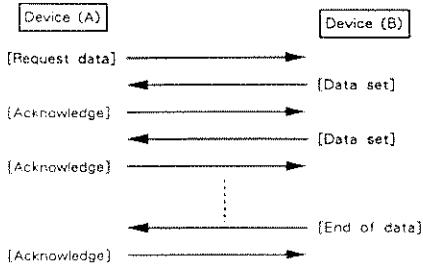 Device (A)
Device (B)
[Request data]
[Data set]
[Acknowledge]
[Data set]
[Acknowledge]
[End of data]
[Acknowledge]